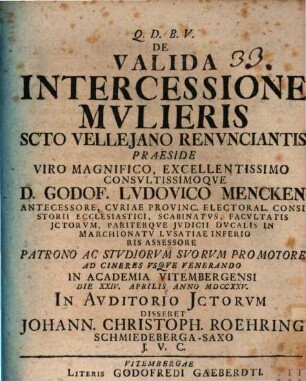 Q. D. B. V.
DE
VALIDA
33.
INTERCESSIONE
MVLIERIS
SCTO VELLEJANO RENVNCIANTIS
PRAESIDE
VIRO MAGNIFICO, EXCELLENTISSIMO
CONSVLTISSIMOQVE
D. GODOF. LVDOVICO MENCKEN
ANTECESSORE, CVRIAE PROVINC. ELECTORAL. CONSI
STORII ECCLESIASTICI, SCABINATVS, FACVLTATIS
JCTORVM, PARITERQVE JVDICII DVCALIS IN
MARCHIONATV LVSATIAE INFERIO
RIS ASSESSORE
PATRONO AC STVDIORVM SVORVM PROMOTORE
AD CINERES VSQVE VENERANDO
IN ACADEMIA VITEMBERGENSI
DIE XXIV. APRILIS ANNO MDCCXXV.
IN AVDITORIO JCTORVM
DISSERET
JOHANN. CHRISTOPH. ROEHRING
SCHMIEDEBERGA-SAXO
J. V. C.
VITEMBERGAE
LITERIS GODOFREDI GAEBERDTI.